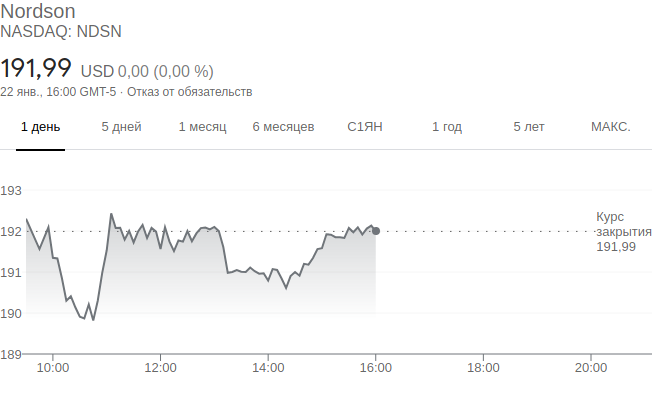 Nordson
NASDAQ: NDSN
191,99 USD 0,00 (0,00 %)
22 янв., 16:00 GMT-5 · Отказ от обязательств
1 день 5 дней 1 месяц 6 месяцев С1ЯН 1 год 5 лет МАКС.
193
192
191
190
189
Курс
закрытия
191,99
10:00 12:00 14:00 16:00 18:00 20:00